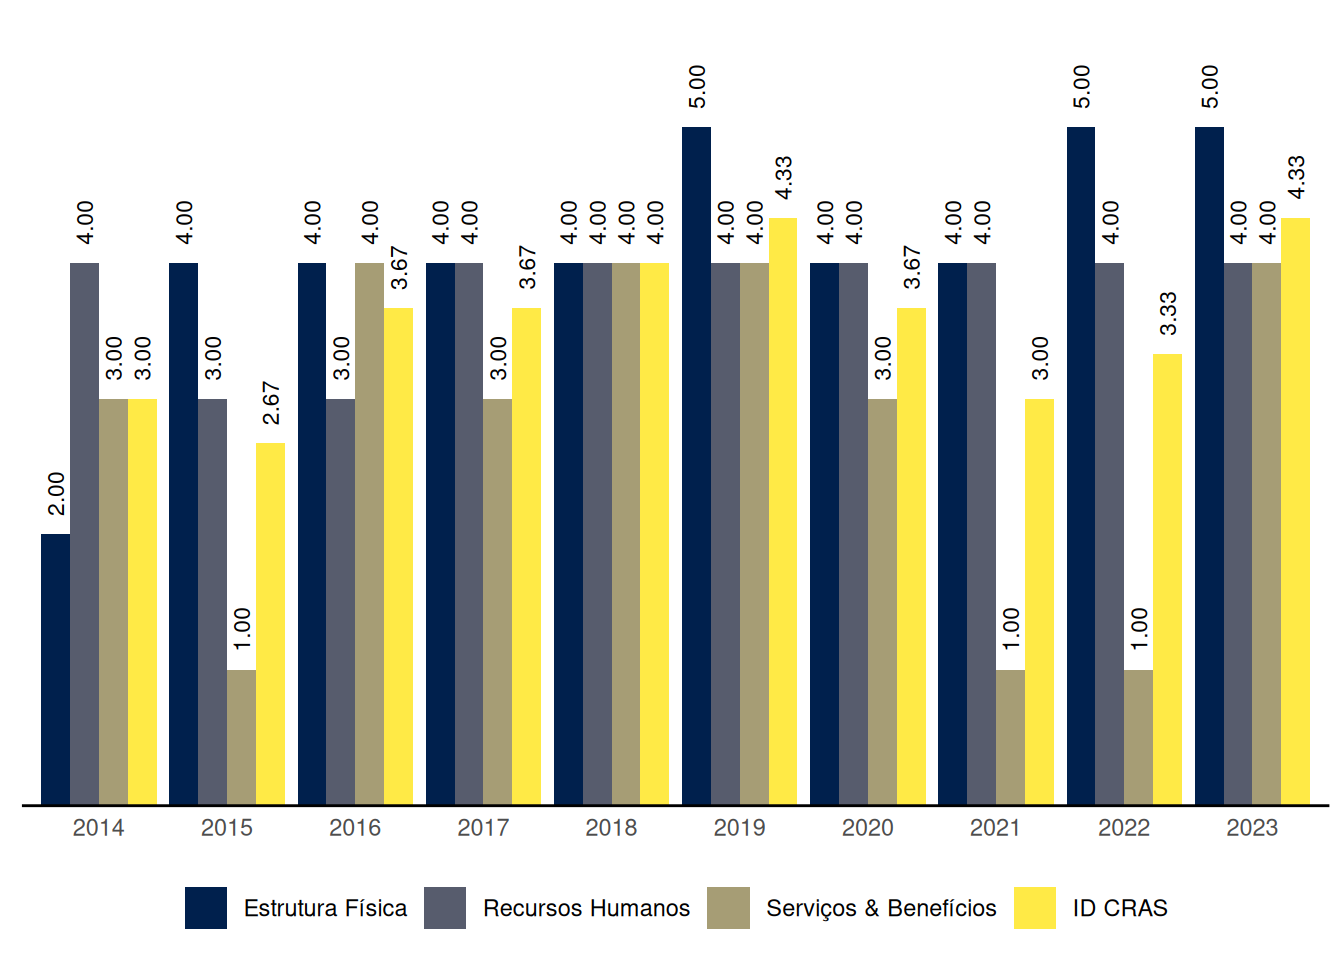 5.00 5.00 5.00
4.33 4.33
4.00 4.00 4.00 4.00 4.00 4.00 4.00 4.00 4.00 4.00 4.00 4.00 4.00 4.00 4.00 4.00 4.00 4.00 4.00 4.00
3.67 3.67 3.67
3.33
3.00 3.00 3.00 3.00 3.00 3.00 3.00
2.67
2.00
1.00 1.00 1.00
2014 2015 2016 2017 2018 2019 2020 2021 2022 2023
Estrutura Física Recursos Humanos Serviços & Benefícios ID CRAS